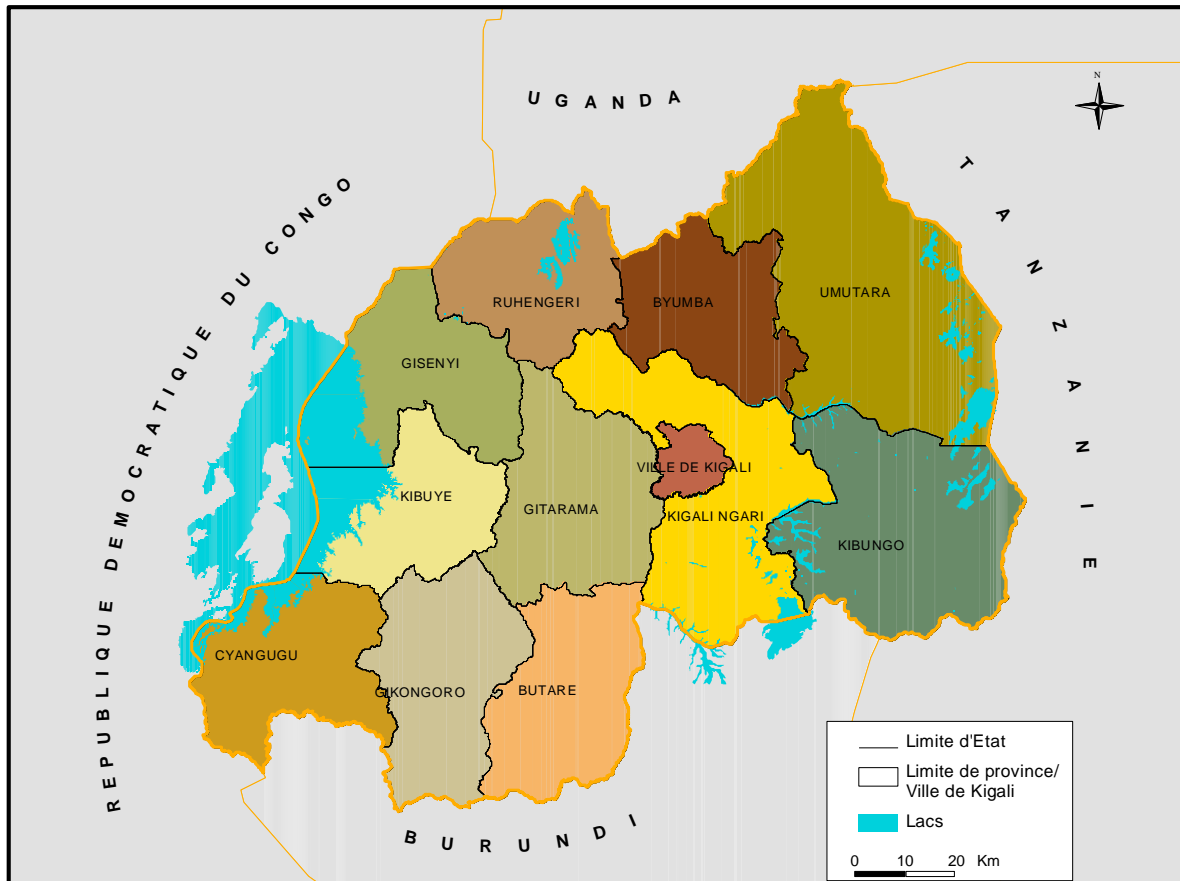 N
UGANDA
TANZANIE
REPUBLIQUE DEMOCRATIQUE DU CONGO
RUHENGERI
BYUMBA
UMUTARA
GISENYI
VILLE DE KIGALI
KIBUYE
GITARAMA
KIGALI NGARI
KIBUNGO
CYANGUGU
GIKONGORO
BUTARE
BURUNDI
Limite d'Etat
Limite de province/
Ville de Kigali
Lacs
0 10 20 Km